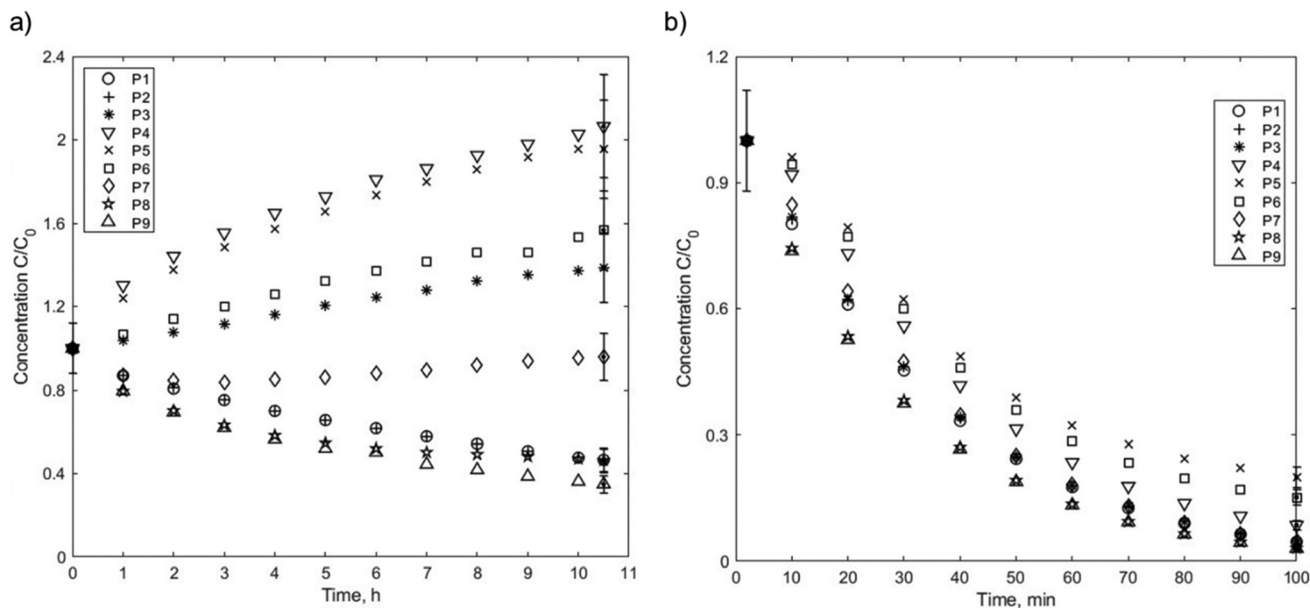 a)
2.4
2
1.6
1.2
0.8
0.4
0
Concentration C/C0
P1
P2
P3
P4
P5
P6
P7
P8
P9
0 1 2 3 4 5 6 7 8 9 10 11
Time, h
b)
1.2
0.9
0.6
0.3
0
Concentration C/C0
P1
P2
P3
P4
P5
P6
P7
P8
P9
0 10 20 30 40 50 60 70 80 90 100
Time, min